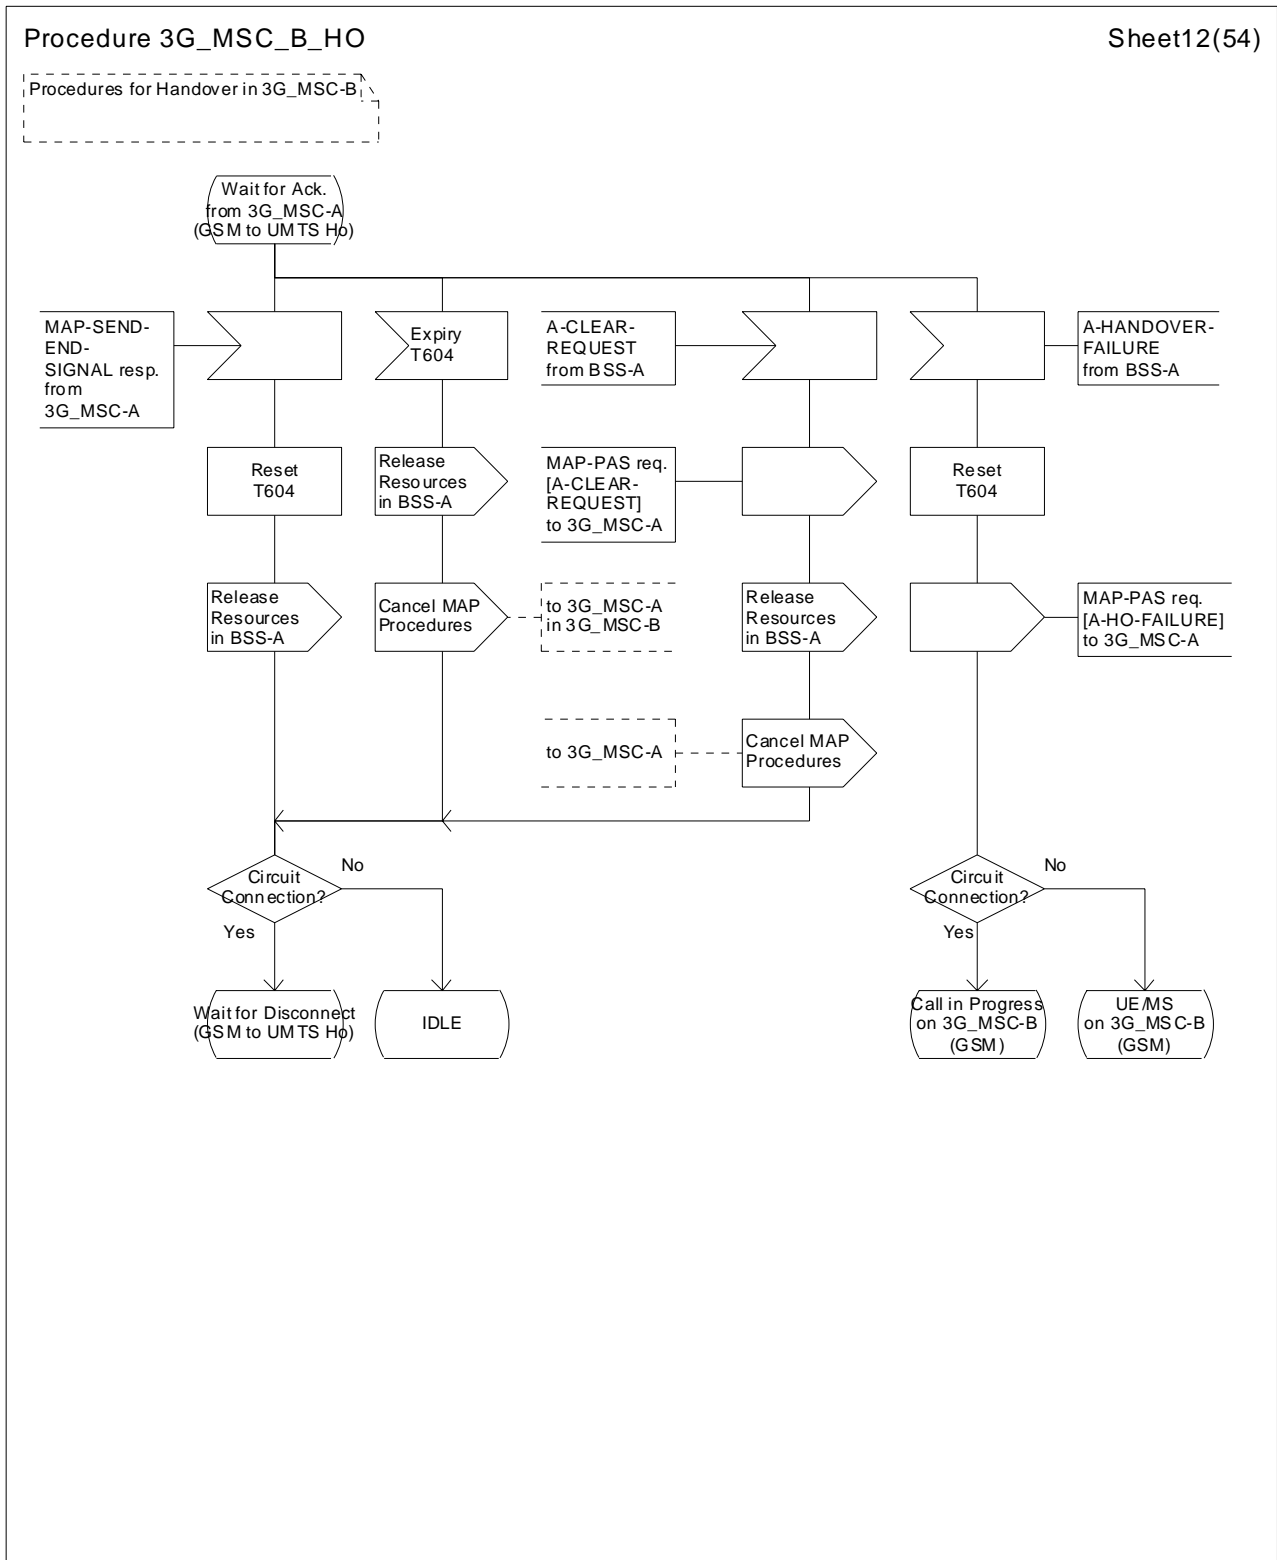 Procedure 3G_MSC_B_HO
Sheet12(54)
Procedures for Handover in 3G_MSC-B
Wait for Ack.
from 3G_MSC-A
(GSM to UMTS Ho)
MAP-SEND-
END-
SIGNAL resp.
from
3G_MSC-A
Expiry
T604
A-CLEAR-
REQUEST
from BSS-A
A-HANDOVER-
FAILURE
from BSS-A
Reset
T604
Release
Resources
in BSS-A
MAP-PAS req.
[A-CLEAR-
REQUEST]
to 3G_MSC-A
Reset
T604
Release
Resources
in BSS-A
Cancel MAP
Procedures
to 3G_MSC-A
in 3G_MSC-B
Release
Resources
in BSS-A
MAP-PAS req.
[A-HO-FAILURE]
to 3G_MSC-A
to 3G_MSC-A
Cancel MAP
Procedures
Circuit
Connection?
No
Yes
Circuit
Connection?
No
Yes
Wait for Disconnect
(GSM to UMTS Ho)
IDLE
Call in Progress
on 3G_MSC-B
(GSM)
UE/MS
on 3G_MSC-B
(GSM)